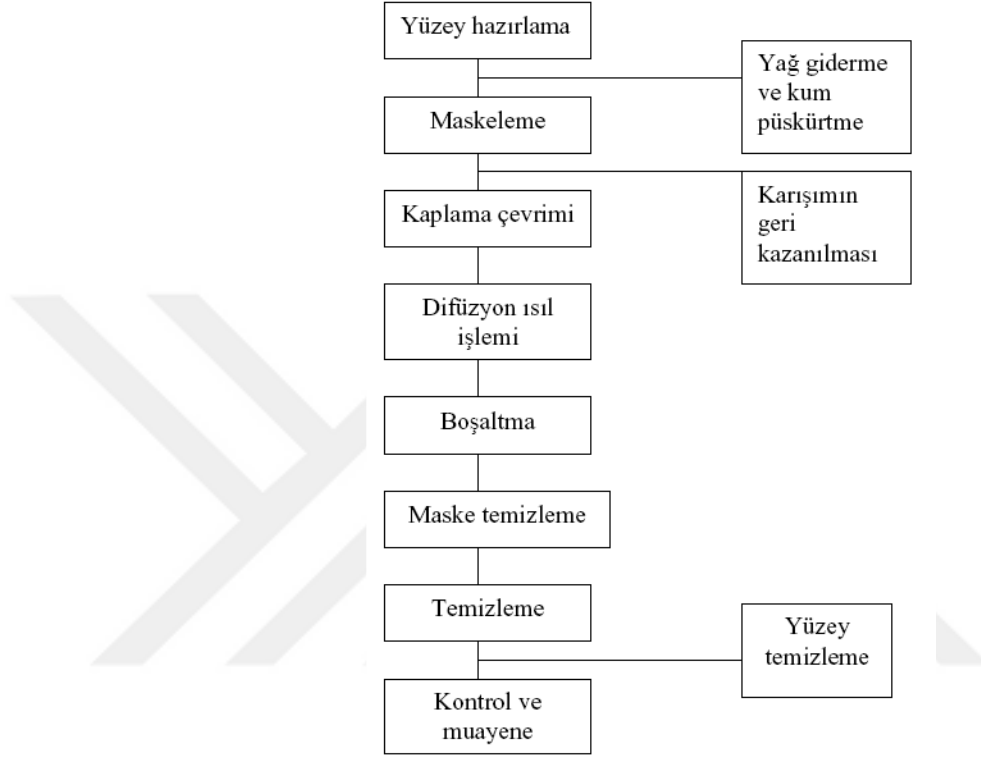 Yüzey hazırlama
Yağ giderme
ve kum
püskürtme
Maskeleme
Karışımın
geri
kazanılması
Kaplama çevrimi
Difüzyon ısıl
işlemi
Boşaltma
Maske temizleme
Temizleme
Yüzey
temizleme
Kontrol ve
muayene